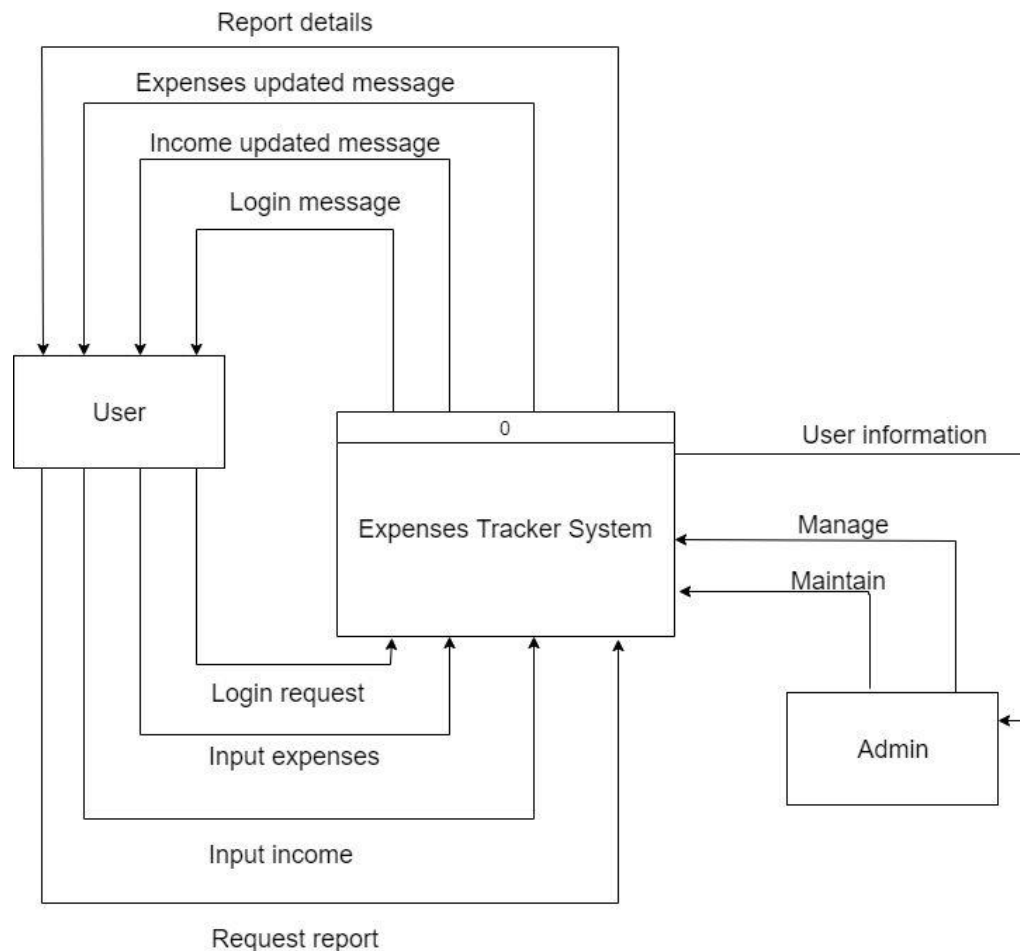 Report details
Expenses updated message
Income updated message
Login message
User
0
User information
Expenses Tracker System
Manage
Maintain
Login request
Admin
Input expenses
Input income
Request report